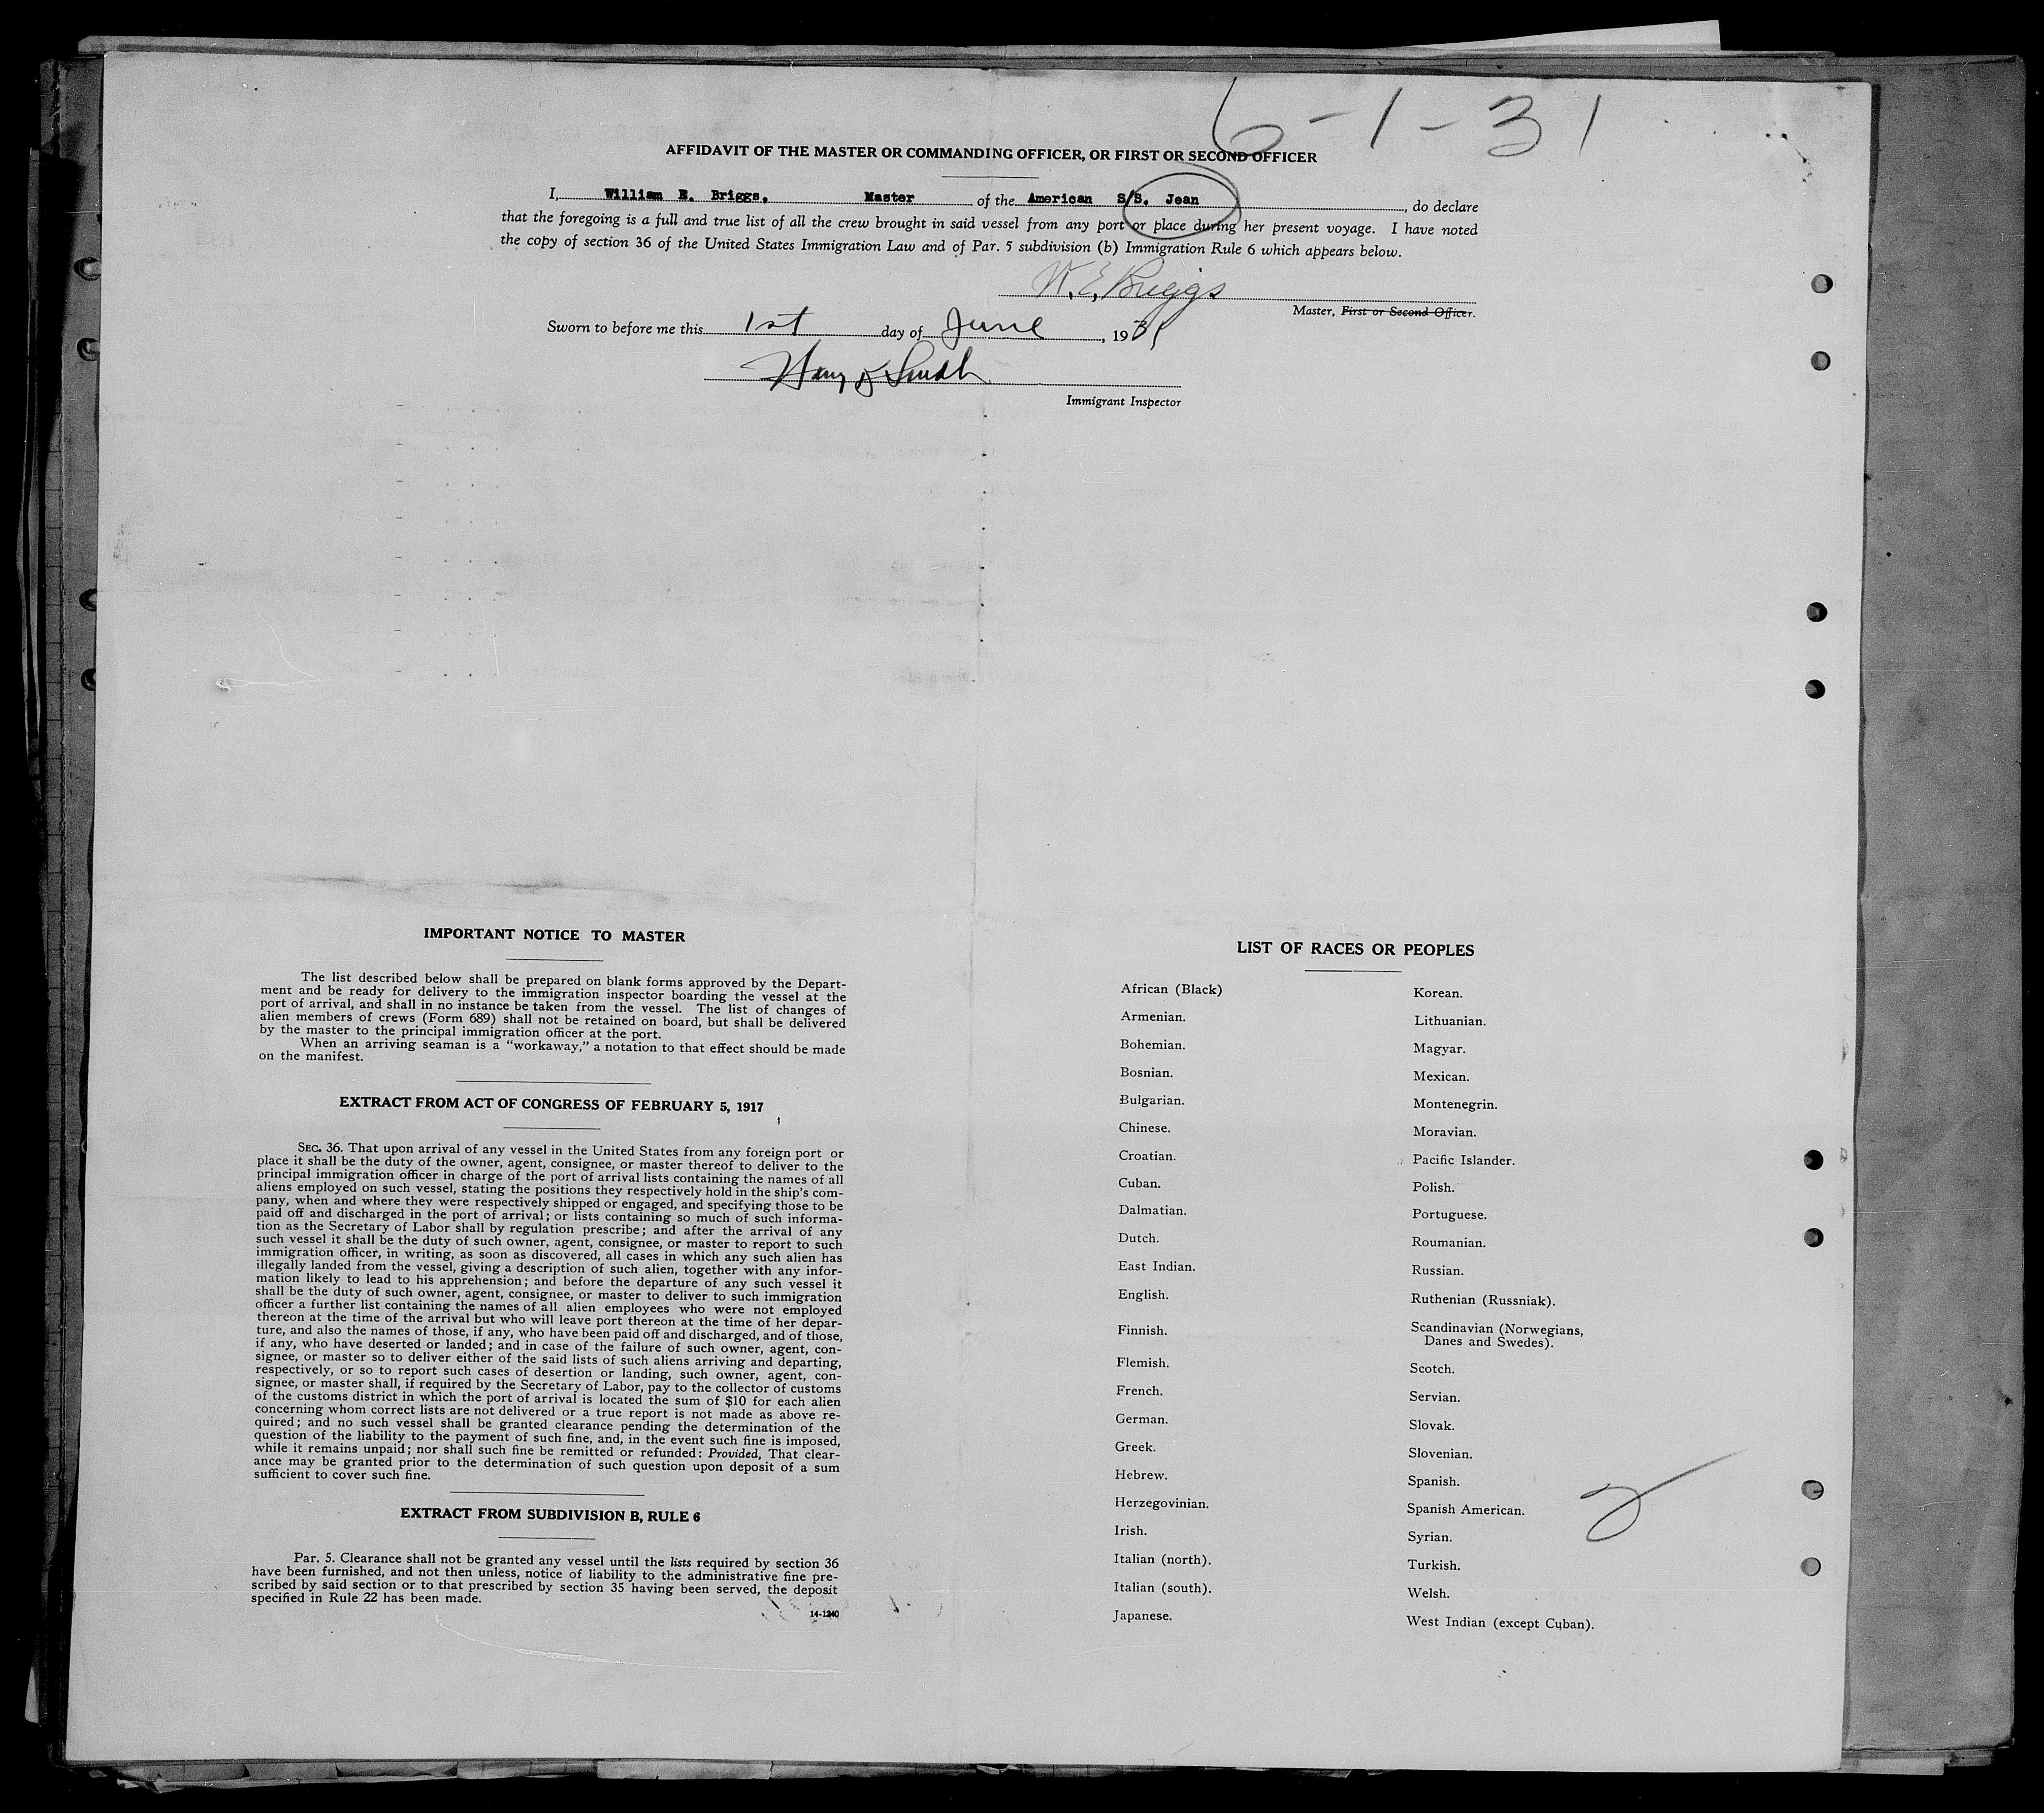 6-1-31
AFFIDAVIT OF THE MASTER OR COMMANDING OFFICER, OR FIRST OR SECOND OFFICER
I, William E. Briggs, Master of the American S/S. Jean, do declare
that the foregoing is a full and true list of all the crew brought in said vessel from any port or place during her present voyage. I have noted
the copy of section 36 of the United States Immigration Law and of Par. 5 subdivision (b) Immigration Rule 6 which appears below.
W. E. Briggs
Master, First or Second Officer.
Sworn to before me this 1st day of June, 1931
Smith
Immigrant Inspector
IMPORTANT NOTICE TO MASTER
The list described below shall be prepared on blank forms approved by the Depart-
ment and be ready for delivery to the immigration inspector boarding the vessel at the
port of arrival, and shall in no instance be taken from the vessel. The list of changes of
alien members of crews (Form 689) shall not be retained on board, but shall be delivered
by the master to the principal immigration officer at the port.
When an arriving seaman is a "workaway," a notation to that effect should be made
on the manifest.
EXTRACT FROM ACT OF CONGRESS OF FEBRUARY 5, 1917
SEC. 36. That upon arrival of any vessel in the United States from any foreign port or
place it shall be the duty of the owner, agent, consignee, or master thereof to deliver to the
principal immigration officer in charge of the port of arrival lists containing the names of all
aliens employed on such vessel, stating the positions they respectively hold in the ship's com-
pany, when and where they were respectively shipped or engaged, and specifying those to be
paid off and discharged in the port of arrival; or lists containing so much of such informa-
tion as the Secretary of Labor shall by regulation prescribe; and after the arrival of any
such vessel it shall be the duty of such owner, agent, consignee, or master to report to such
immigration officer, in writing, as soon as discovered, all cases in which any such alien has
illegally landed from the vessel, giving a description of such alien, together with any infor-
mation likely to lead to his apprehension; and before the departure of any such vessel it
shall be the duty of such owner, agent, consignee, or master to deliver to such immigration
officer a further list containing the names of all alien employees who were not employed
thereon at the time of the arrival but who will leave port thereon at the time of her depar-
ture, and also the names of those, if any, who have been paid off and discharged, and of those,
if any, who have deserted or landed; and in case of the failure of such owner, agent, con-
signee, or master so to deliver either of the said lists of such aliens arriving and departing,
respectively, or so to report such cases of desertion or landing, such owner, agent, con-
signee, or master shall, if required by the Secretary of Labor, pay to the collector of customs
of the customs district in which the port of arrival is located the sum of $10 for each alien
concerning whom correct lists are not delivered or a true report is not made as above re-
quired; and no such vessel shall be granted clearance pending the determination of the
question of the liability to the payment of such fine, and, in the event such fine is imposed,
while it remains unpaid; nor shall such fine be remitted or refunded: Provided, That clear-
ance may be granted prior to the determination of such question upon deposit of a sum
sufficient to cover such fine.
EXTRACT FROM SUBDIVISION B, RULE 6
Par. 5. Clearance shall not be granted any vessel until the lists required by section 36
have been furnished, and not then unless, notice of liability to the administrative fine pre-
scribed by said section or to that prescribed by section 35 having been served, the deposit
specified in Rule 22 has been made.
14-1240
LIST OF RACES OR PEOPLES
African (Black)
Armenian.
Bohemian.
Bosnian.
Bulgarian.
Chinese.
Croatian.
Cuban.
Dalmatian.
Dutch.
East Indian.
English.
Finnish.
Flemish.
French.
German.
Greek.
Hebrew.
Herzegovinian.
Irish.
Italian (north).
Italian (south).
Japanese.
Korean.
Lithuanian.
Magyar.
Mexican.
Montenegrin.
Moravian.
Pacific Islander.
Polish.
Portuguese.
Roumanian.
Russian.
Ruthenian (Russniak).
Scandinavian (Norwegians,
Danes and Swedes).
Scotch.
Servian.
Slovak.
Slovenian.
Spanish.
Spanish American.
Syrian.
Turkish.
Welsh.
West Indian (except Cuban).